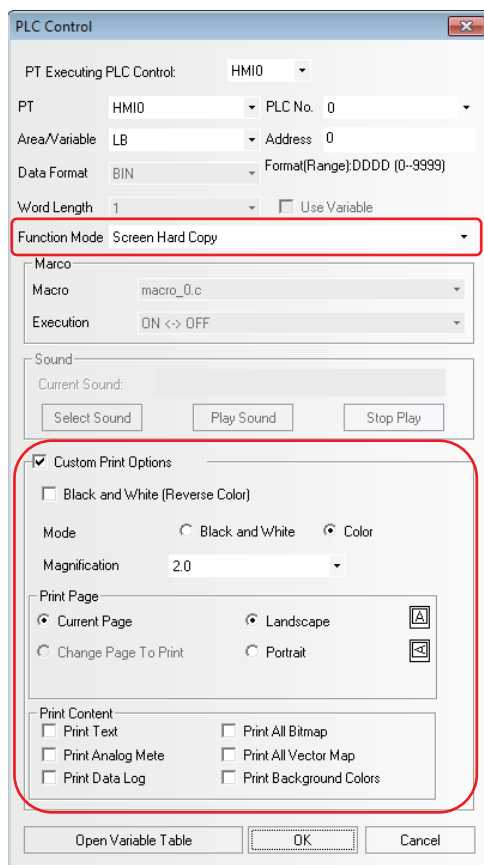 PLC Control
PT Executing PLC Control: HMI0
PT HMI0 PLC No. 0
Area/Variable LB Address 0
Data Format BIN Format(Range):DDDD (0--9999)
Word Length 1 Use Variable
Function Mode Screen Hard Copy
Marco
Macro macro_0.c
Execution ON <-> OFF
Sound
Current Sound:
Select Sound Play Sound Stop Play
Custom Print Options
Black and White (Reverse Color)
Mode Black and White Color
Magnification 2.0
Print Page
Current Page Landscape A
Change Page To Print Portrait A
Print Content
Print Text Print All Bitmap
Print Analog Mete Print All Vector Map
Print Data Log Print Background Colors
Open Variable Table OK Cancel